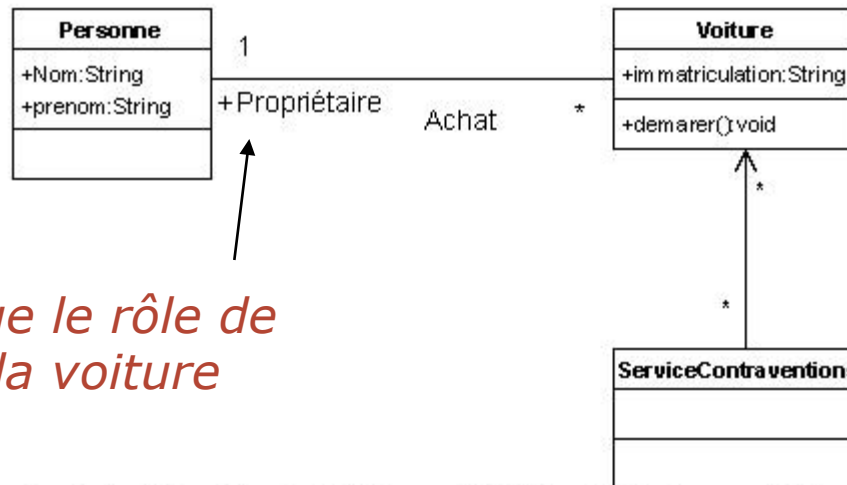 Personne
+Nom:String
+prenom:String
1
+Propriétaire
Achat
*
Voiture
+immatriculation:String
+demarer():void
*
*
le rôle de
la voiture
ServiceContravention